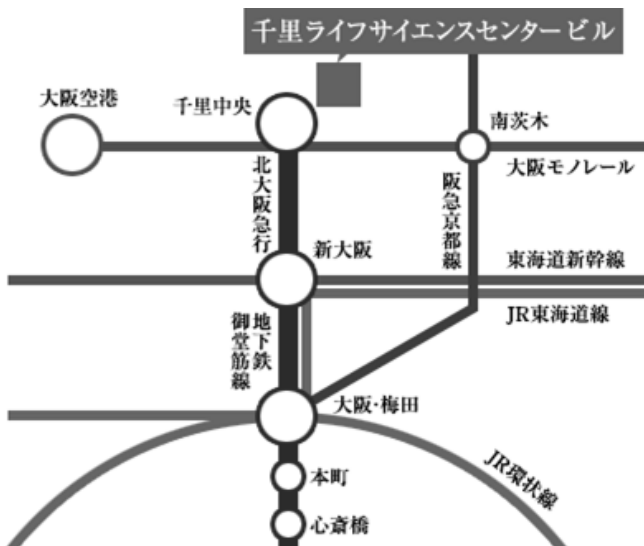 千里ライフサイエンスセンタービル
大阪空港
千里中央
南茨木
大阪モノレール
北大阪急行
阪急京都線
新大阪
東海道新幹線
JR東海道線
地下鉄
御堂筋線
大阪・梅田
JR環状線
本町
心斎橋